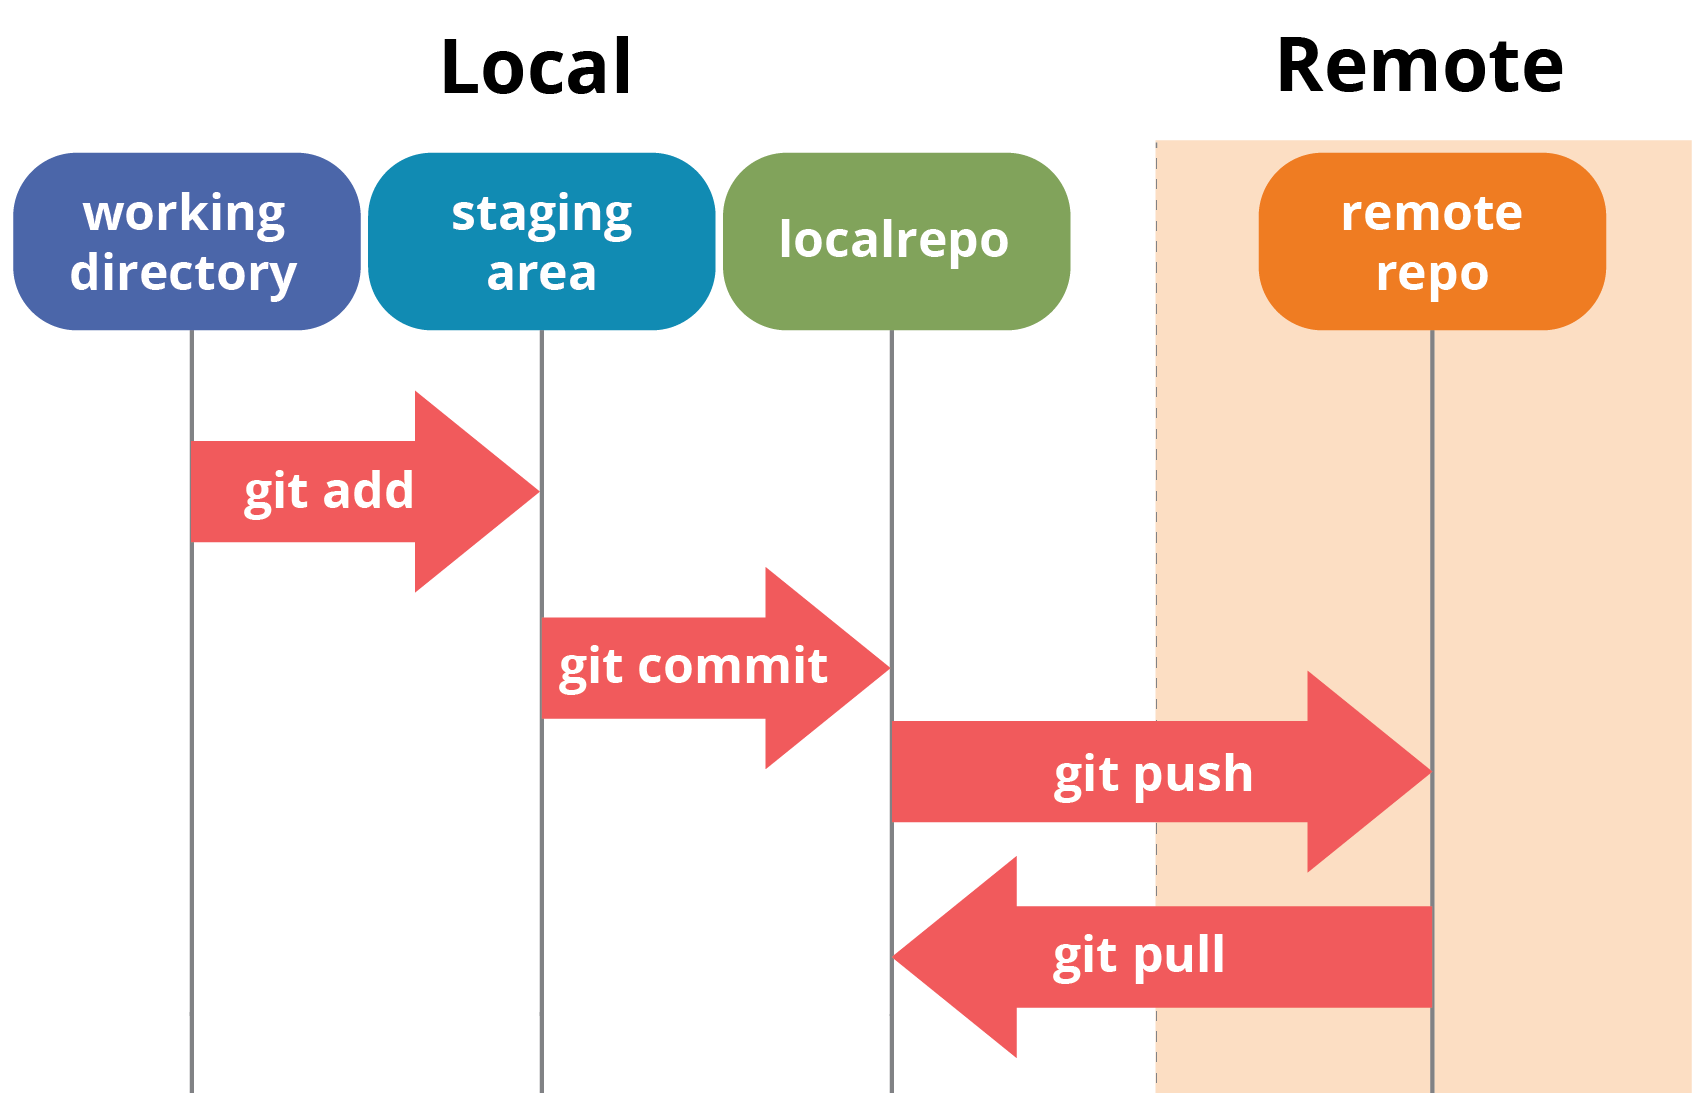 Local
Remote
working
directory
staging
area
localrepo
remote
repo
git add
git commit
git push
git pull